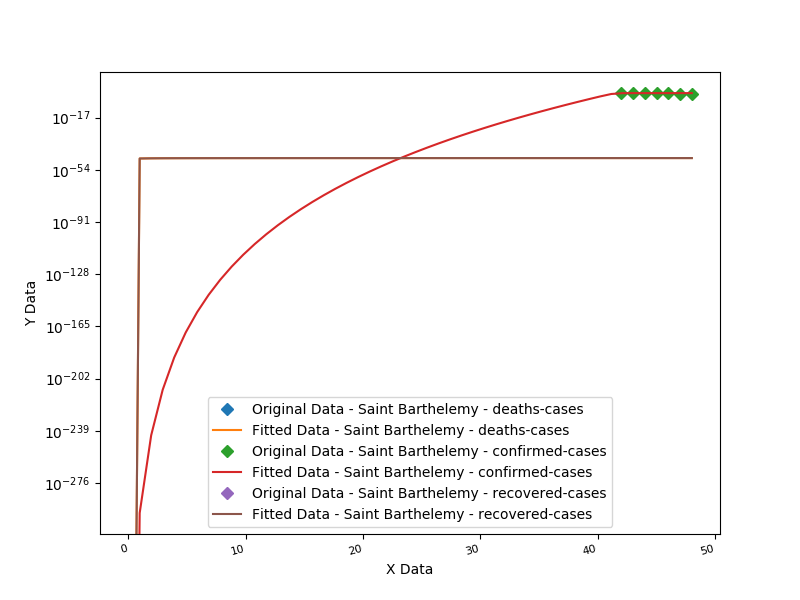 10^−17
10^−54
10^−91
10^−128
10^−165
10^−202
10^−239
10^−276
Y Data
Original Data - Saint Barthelemy - deaths-cases
Fitted Data - Saint Barthelemy - deaths-cases
Original Data - Saint Barthelemy - confirmed-cases
Fitted Data - Saint Barthelemy - confirmed-cases
Original Data - Saint Barthelemy - recovered-cases
Fitted Data - Saint Barthelemy - recovered-cases
0 10 20 30 40 50
X Data